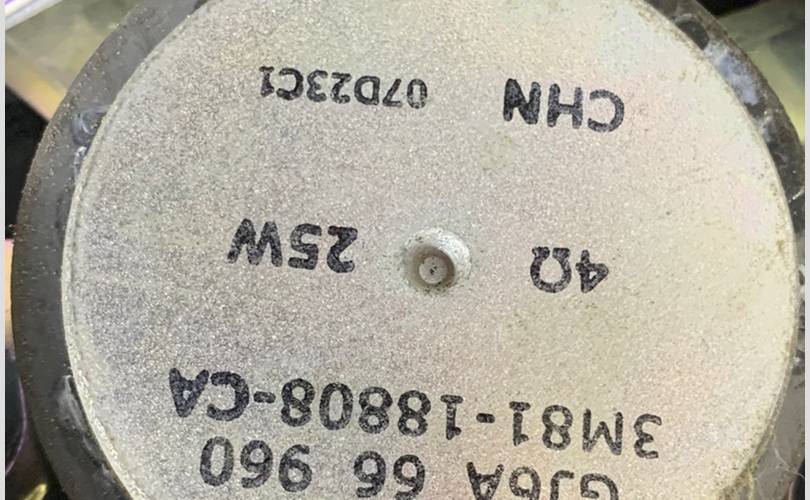 GJ6A 66 960
3M81-18808-CA
4Ω 25W
CHN 07D23C1